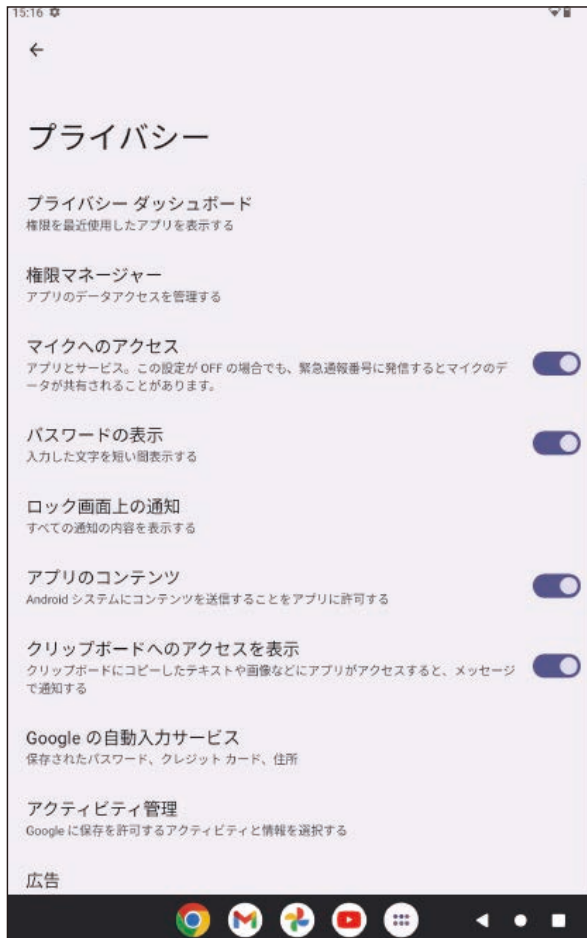 15:16
プライバシー
プライバシー ダッシュボード
権限を最近使用したアプリを表示する
権限マネージャー
アプリのデータアクセスを管理する
マイクへのアクセス
アプリとサービス。この設定が OFF の場合でも、緊急通報番号に発信するとマイクのデ
ータが共有されることがあります。
パスワードの表示
入力した文字を短い間表示する
ロック画面上の通知
すべての通知の内容を表示する
アプリのコンテンツ
Android システムにコンテンツを送信することをアプリに許可する
クリップボードへのアクセスを表示
クリップボードにコピーしたテキストや画像などにアプリがアクセスすると、メッセージ
で通知する
Google の自動入力サービス
保存されたパスワード、クレジット カード、住所
アクティビティ管理
Google に保存を許可するアクティビティと情報を選択する
広告